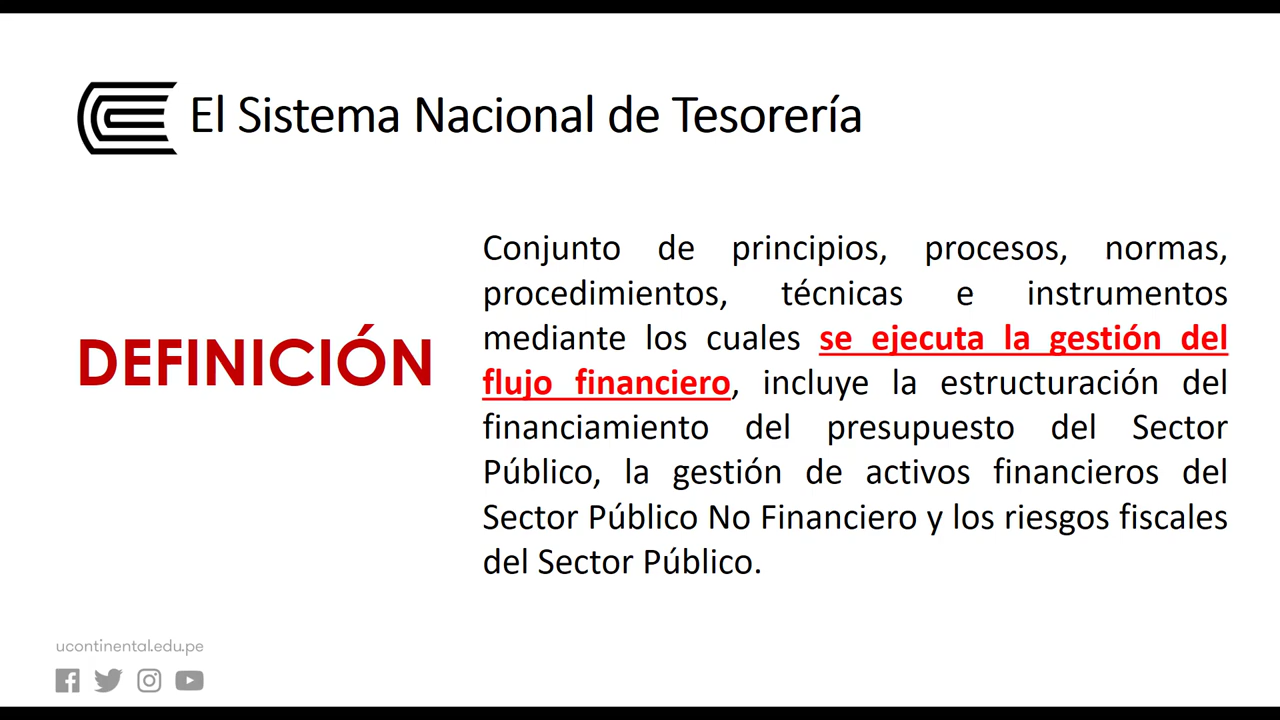 El Sistema Nacional de Tesorería
DEFINICIÓN
Conjunto de principios, procesos, normas,
procedimientos, técnicas e instrumentos
mediante los cuales se ejecuta la gestión del
flujo financiero, incluye la estructuración del
financiamiento del presupuesto del Sector
Público, la gestión de activos financieros del
Sector Público No Financiero y los riesgos fiscales
del Sector Público.
ucontinental.edu.pe